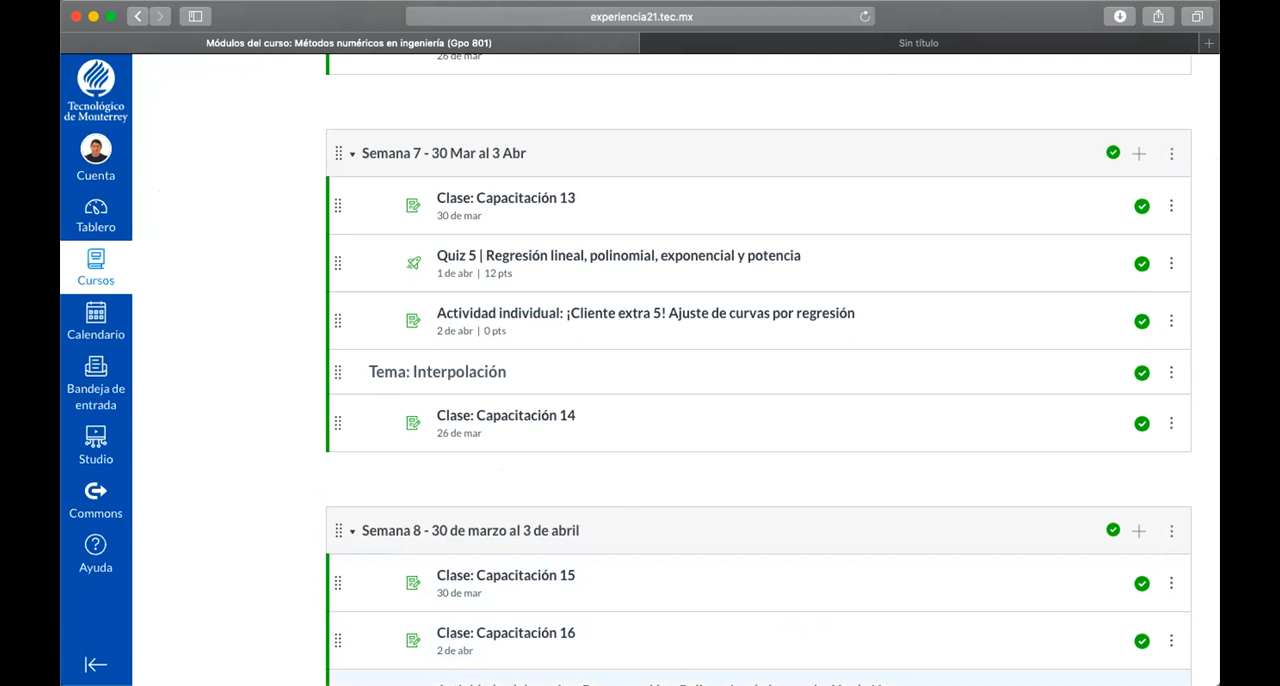 experiencia21.tec.mx
Módulos del curso: Métodos numéricos en ingeniería (Gpo 801)
Sin título
Tecnológico
de Monterrey
Cuenta
Tablero
Cursos
Calendario
Bandeja de
entrada
Studio
Commons
Ayuda
26 de mar
Semana 7 - 30 Mar al 3 Abr
Clase: Capacitación 13
30 de mar
Quiz 5 | Regresión lineal, polinomial, exponencial y potencia
1 de abr | 12 pts
Actividad individual: ¡Cliente extra 5! Ajuste de curvas por regresión
2 de abr | 0 pts
Tema: Interpolación
Clase: Capacitación 14
26 de mar
Semana 8 - 30 de marzo al 3 de abril
Clase: Capacitación 15
30 de mar
Clase: Capacitación 16
2 de abr